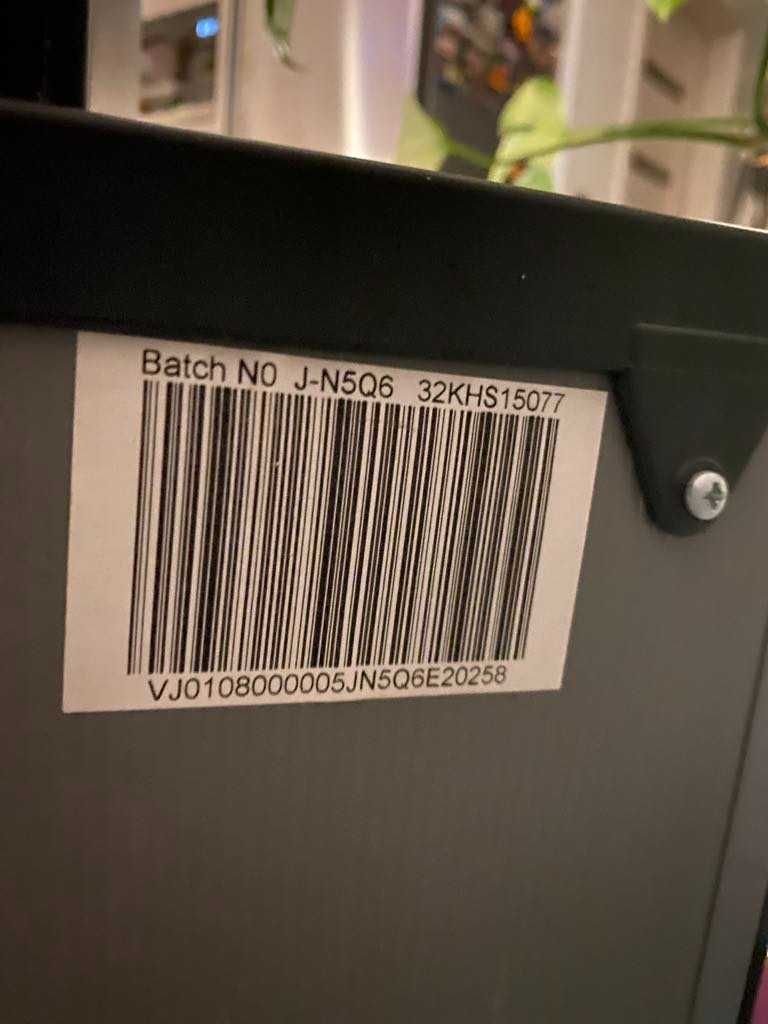 Batch N0 J-N5Q6 32KHS15077
VJ0108000005JN5Q6E20258